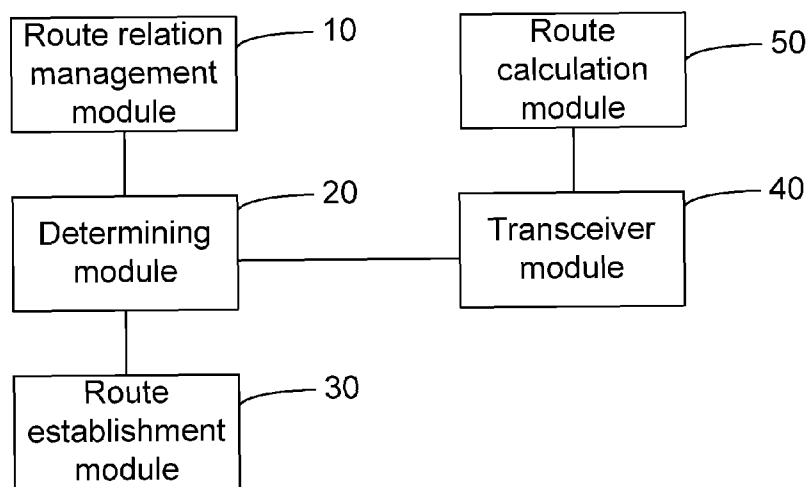 Route relation
management
module
10
Route
calculation
module
50
Determining
module
20
Transceiver
module
40
Route
establishment
module
30